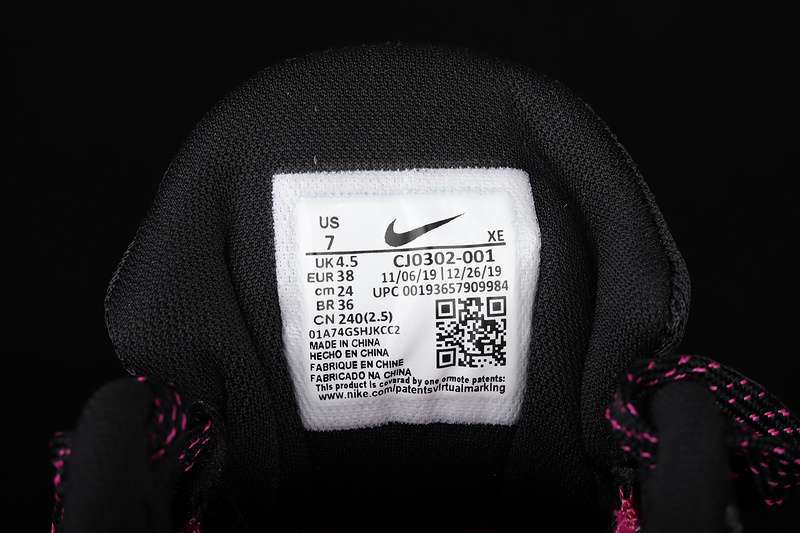 US
7
XE
UK 4.5
EUR 38
cm 24
BR 36
CN 240(2.5)
CJ0302-001
11/06/19 | 12/26/19
UPC 00193657909984
01A74GSHJKCC2
MADE IN CHINA
HECHO EN CHINA
FABRIQUE EN CHINE
FABRICADO NA CHINA
This product is covarad by one ormote patents:
www.nike.com/patentsvirtualmarking